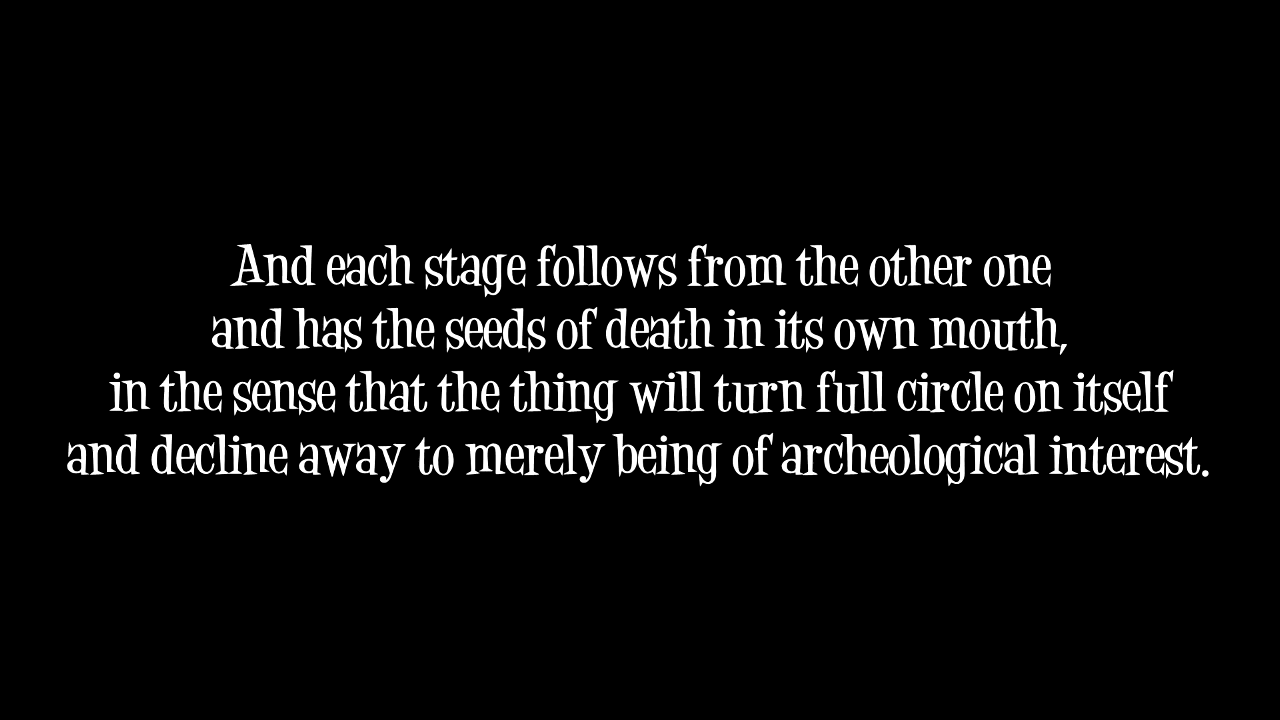 And each stage follows from the other one
and has the seeds of death in its own mouth,
in the sense that the thing will turn full circle on itself
and decline away to merely being of archeological interest.